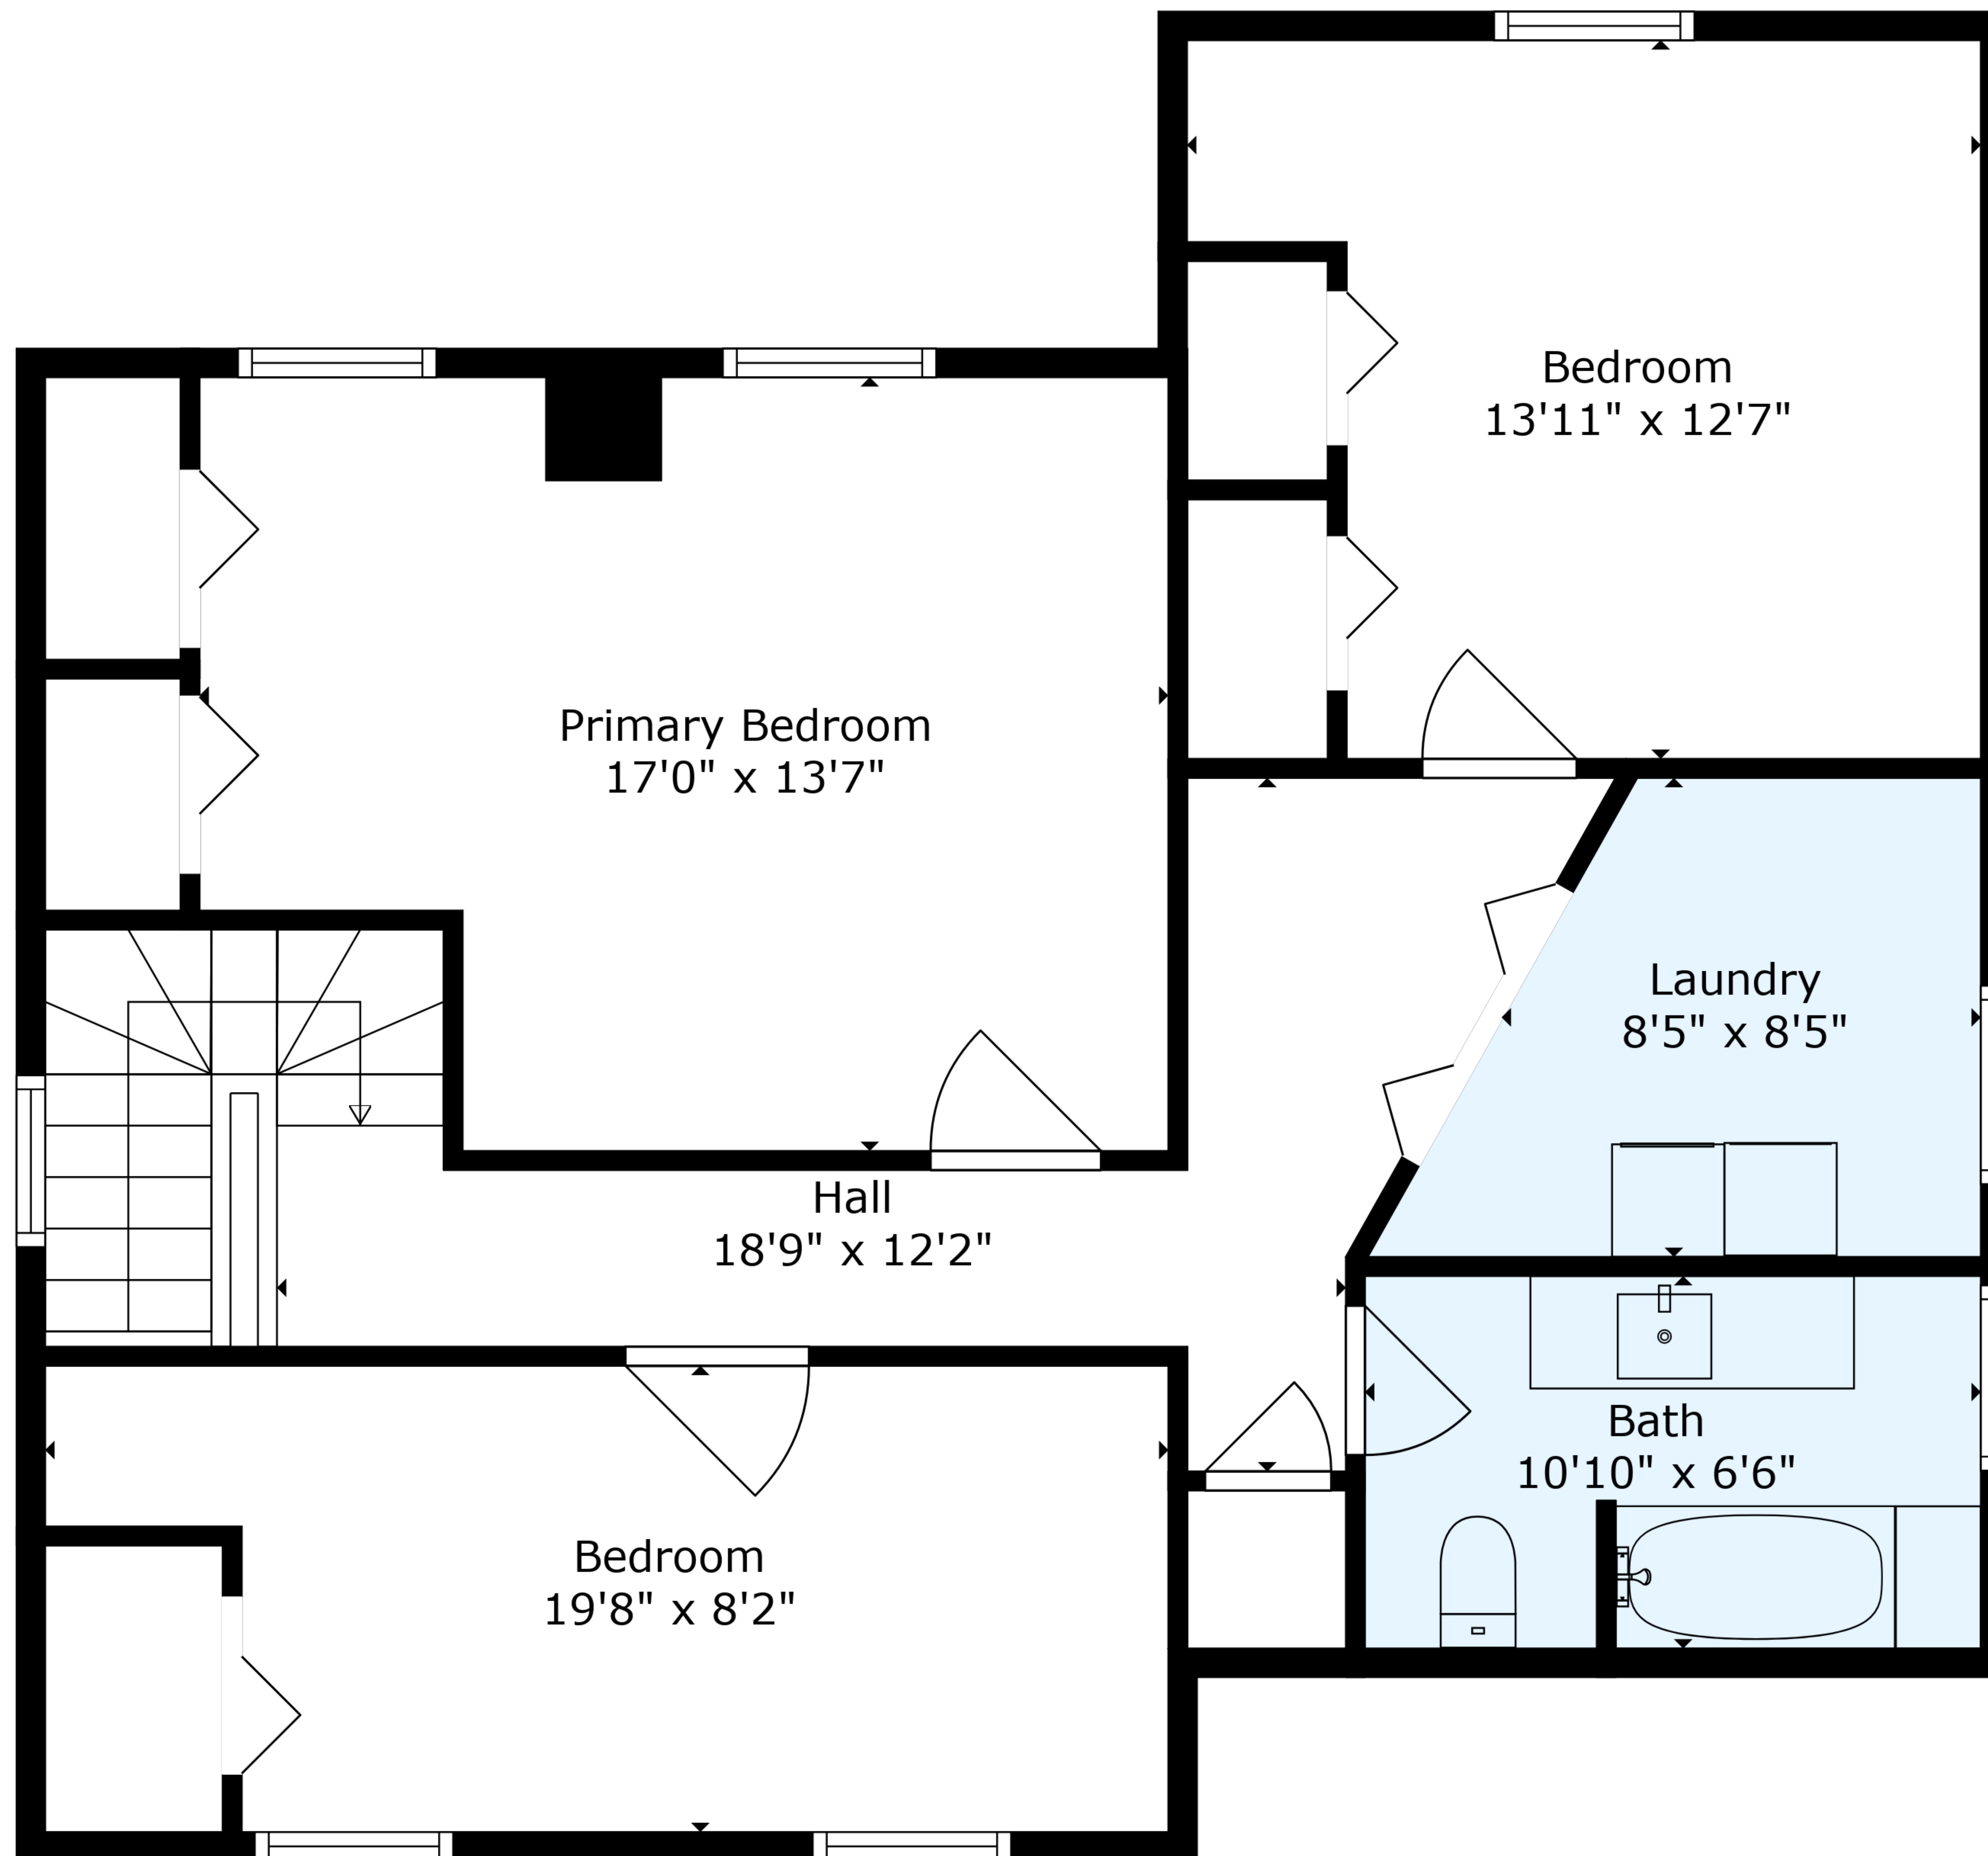 Bedroom
13'11" x 12'7"
Primary Bedroom
17'0" x 13'7"
Laundry
8'5" x 8'5"
Hall
18'9" x 12'2"
Bath
10'10" x 6'6"
Bedroom
19'8" x 8'2"